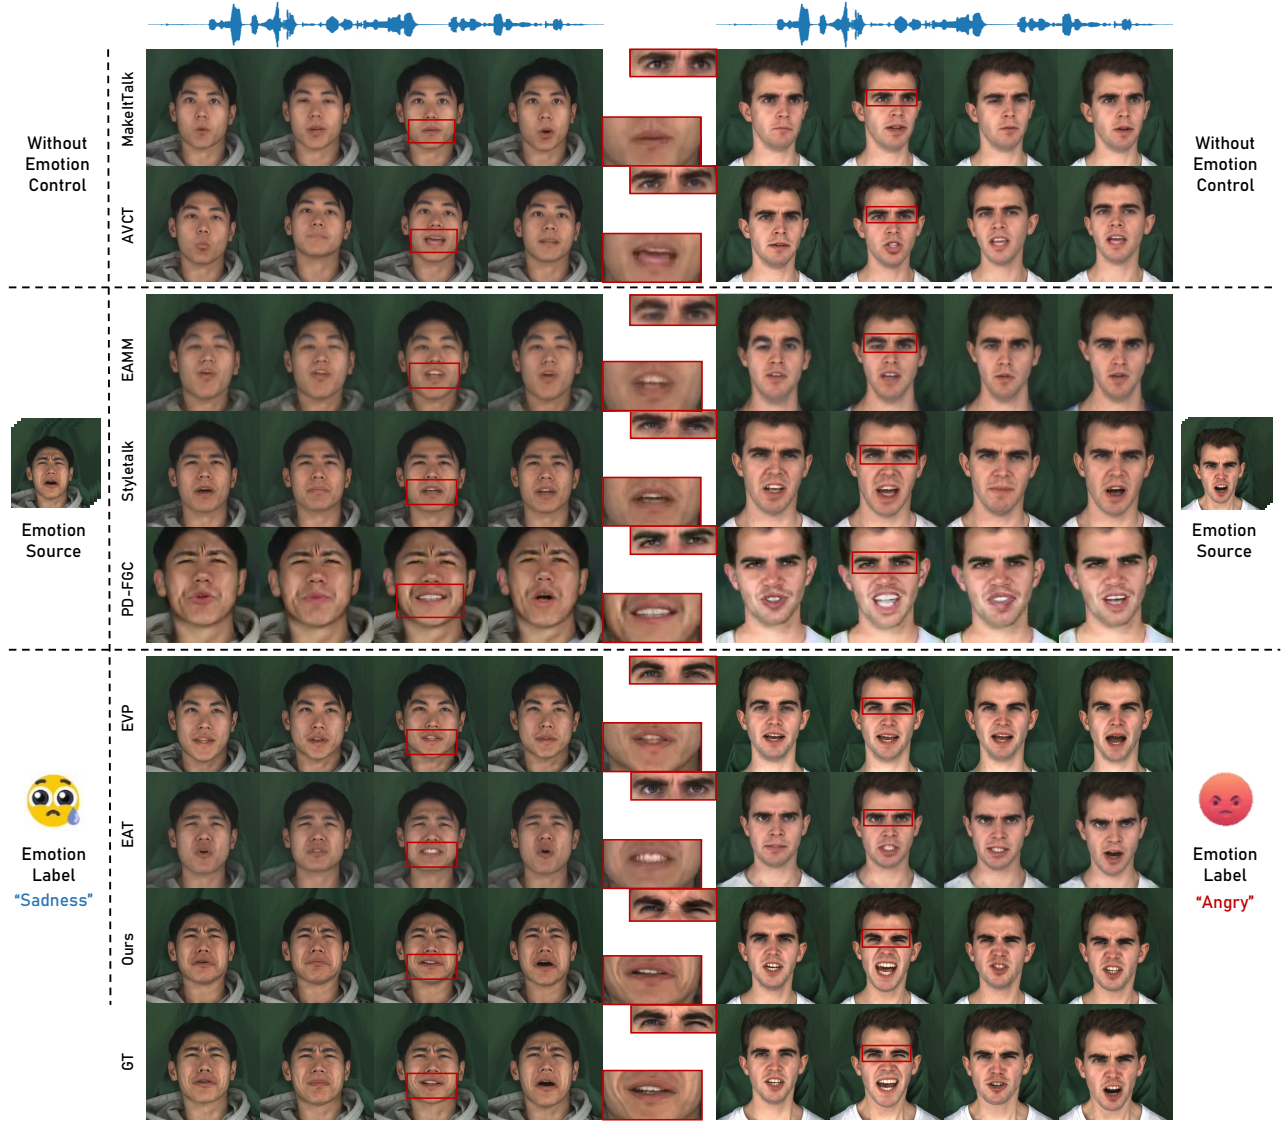 MakeItTalk
Without
Emotion
Control
AVCT
Without
Emotion
Control
EAMM
Styletalk
Emotion
Source
PD-FGC
Emotion
Source
EVP
EAT
Emotion
Label
“Sadness”
Ours
GT
Emotion
Label
“Angry”